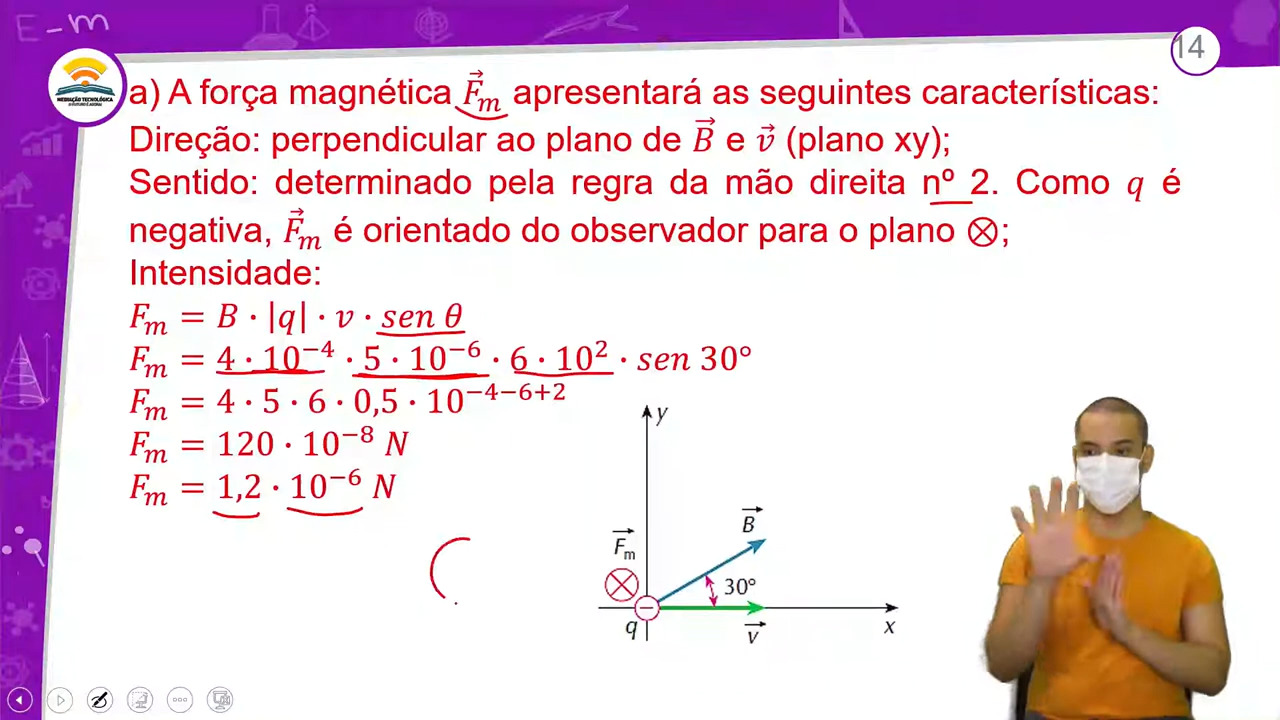 E-m
14
MEDIAÇÃO TECNOLÓGICA
a) A força magnética F⃗ₘ apresentará as seguintes características:
Direção: perpendicular ao plano de B⃗ e v⃗ (plano xy);
Sentido: determinado pela regra da mão direita nº 2. Como q é
negativa, F⃗ₘ é orientado do observador para o plano ⊗;
Intensidade:
Fₘ = B · |q| · v · sen θ
Fₘ = 4 · 10⁻⁴ · 5 · 10⁻⁶ · 6 · 10² · sen 30°
Fₘ = 4 · 5 · 6 · 0,5 · 10⁻⁴⁻⁶⁺²
Fₘ = 120 · 10⁻⁸ N
Fₘ = 1,2 · 10⁻⁶ N
y
B⃗
F⃗ₘ
30°
q
v⃗
x